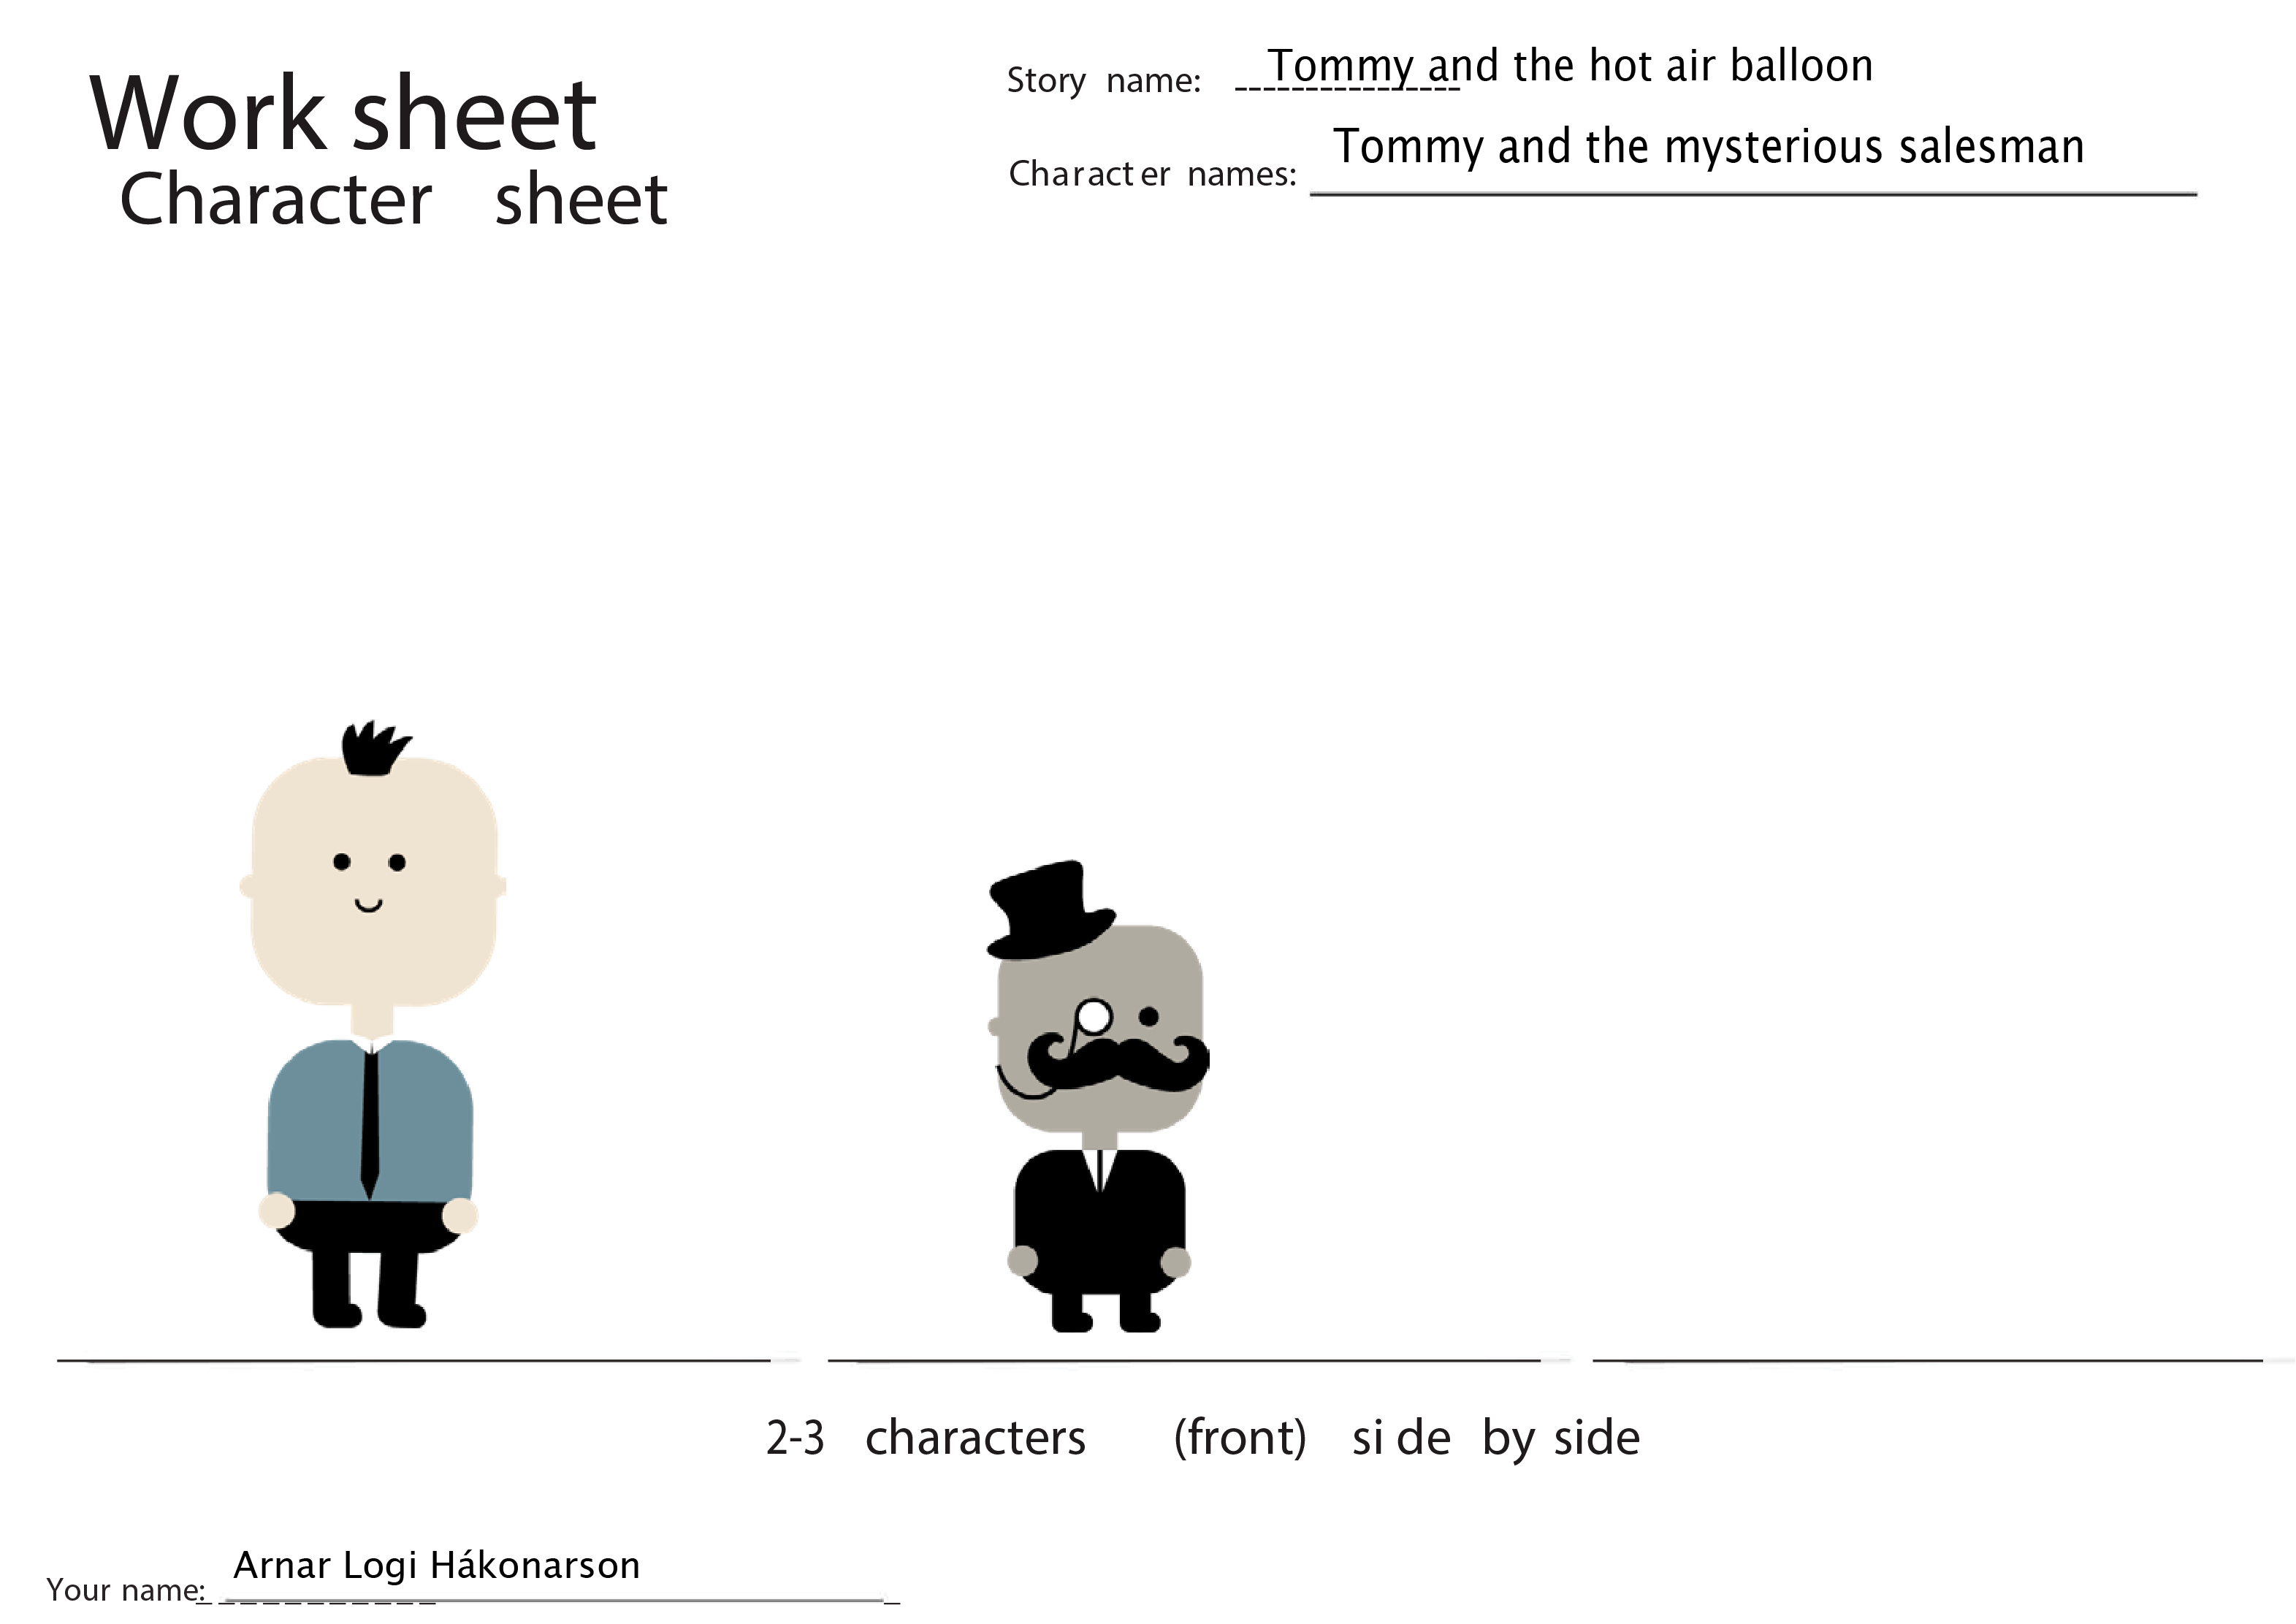 Work sheet
Character sheet
Story name: Tommy and the hot air balloon
Character names: Tommy and the mysterious salesman
2-3 characters (front) side by side
Your name: Arnar Logi Hákonarson